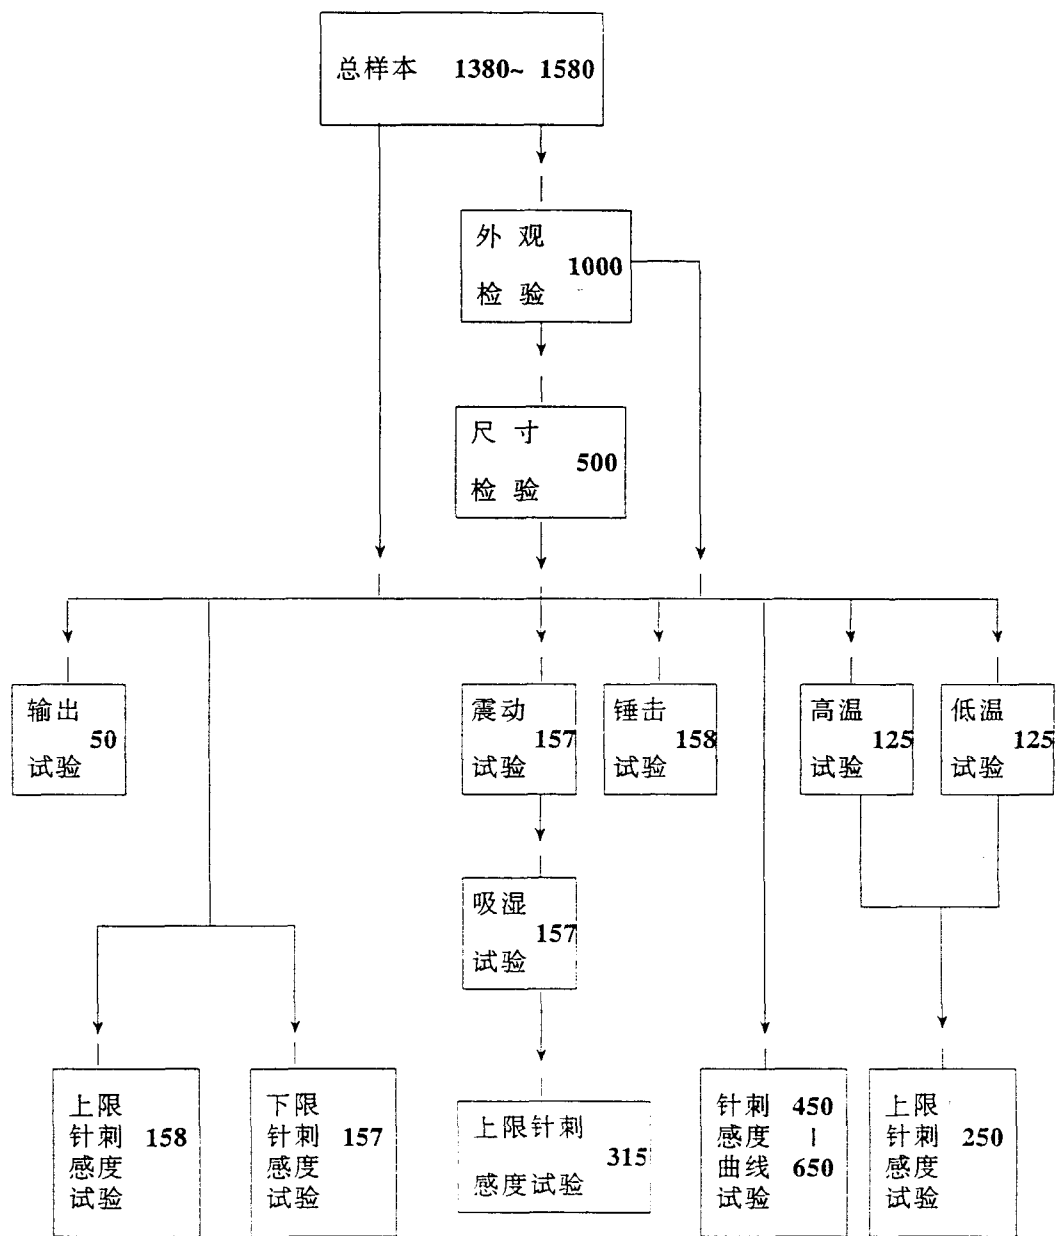 总样本 1380~ 1580
外 观
1000
检 验
尺 寸
500
检 验
输出
50
试验
震动
157
试验
锤击
158
试验
高温
125
试验
低温
125
试验
吸湿
157
试验
上限
针刺 158
感度
试验
下限
针刺 157
感度
试验
上限针刺
315
感度试验
针刺 450
感度 |
曲线 650
试验
上限
针刺 250
感度
试验